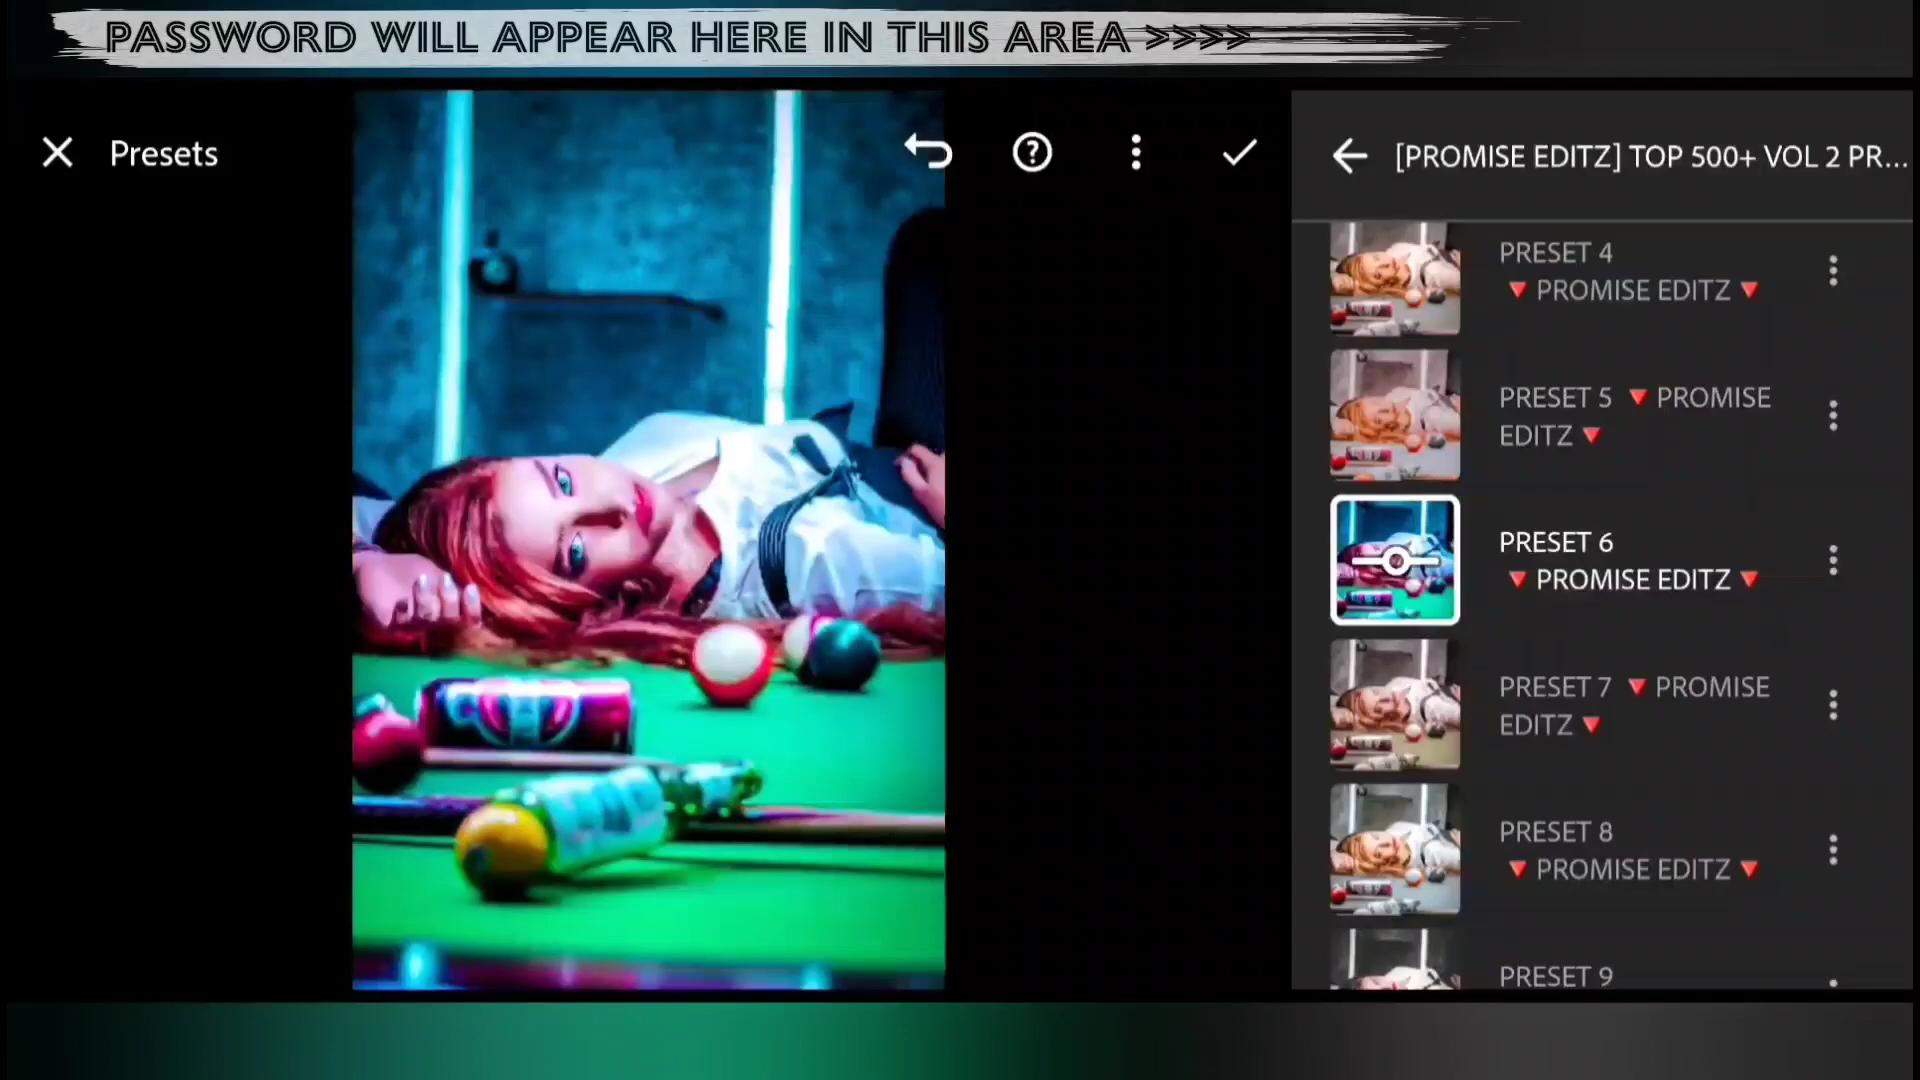 PASSWORD WILL APPEAR HERE IN THIS AREA >>>>
Presets
[PROMISE EDITZ] TOP 500+ VOL 2 PR...
PRESET 4
🔻PROMISE EDITZ🔻
PRESET 5 🔻PROMISE
EDITZ🔻
PRESET 6
🔻PROMISE EDITZ🔻
PRESET 7 🔻PROMISE
EDITZ🔻
PRESET 8
🔻PROMISE EDITZ🔻
PRESET 9